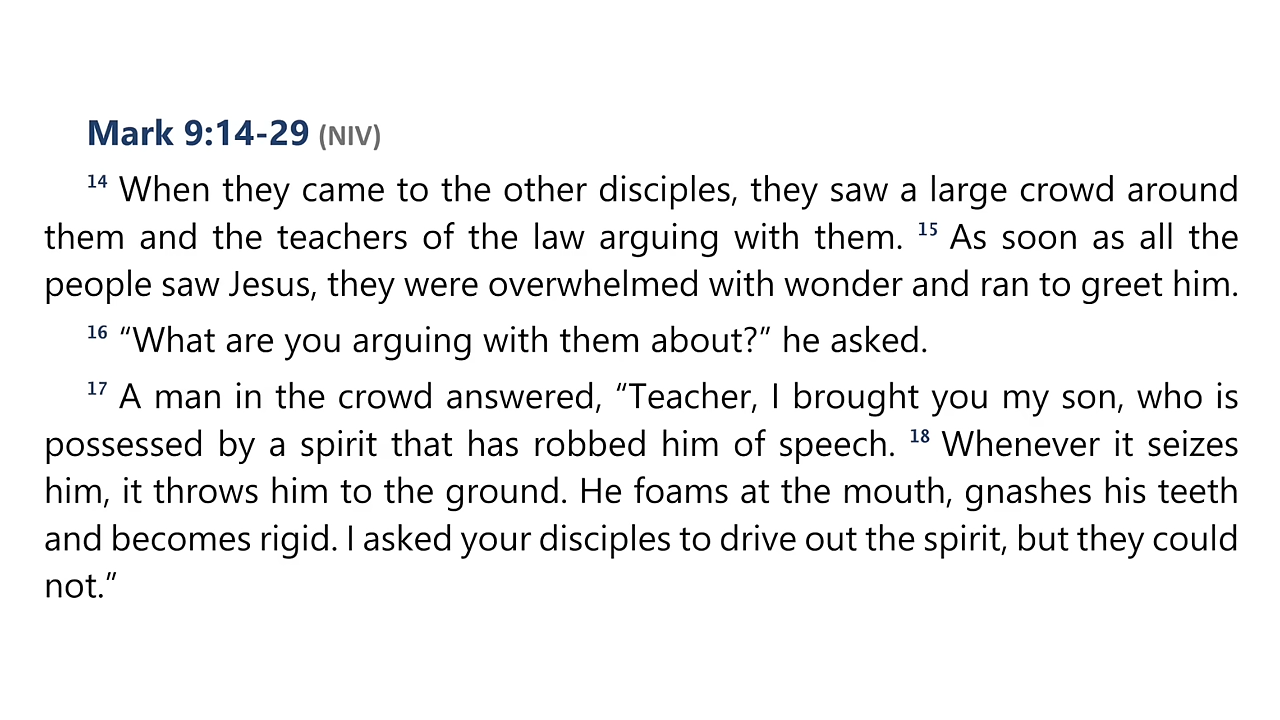 Mark 9:14-29 (NIV)
14 When they came to the other disciples, they saw a large crowd around
them and the teachers of the law arguing with them. 15 As soon as all the
people saw Jesus, they were overwhelmed with wonder and ran to greet him.
16 “What are you arguing with them about?” he asked.
17 A man in the crowd answered, “Teacher, I brought you my son, who is
possessed by a spirit that has robbed him of speech. 18 Whenever it seizes
him, it throws him to the ground. He foams at the mouth, gnashes his teeth
and becomes rigid. I asked your disciples to drive out the spirit, but they could
not.”